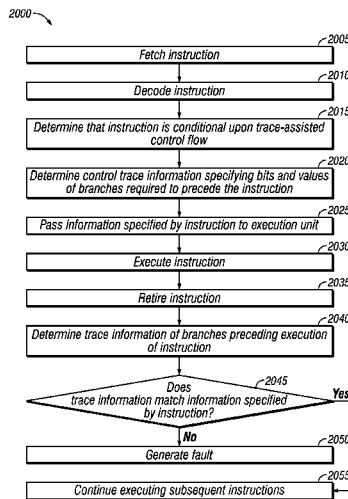 2000
2005
Fetch instruction
2010
Decode instruction
2015
Determine that instruction is conditional upon trace-assisted
control flow
2020
Determine control trace information specifying bits and values
of branches required to precede the instruction
2025
Pass information specified by instruction to execution unit
2030
Execute instruction
2035
Retire instruction
2040
Determine trace information of branches preceding execution
of instruction
2045
Does
trace information match information specified
by instruction?
Yes
No
2050
Generate fault
2055
Continue executing subsequent instructions